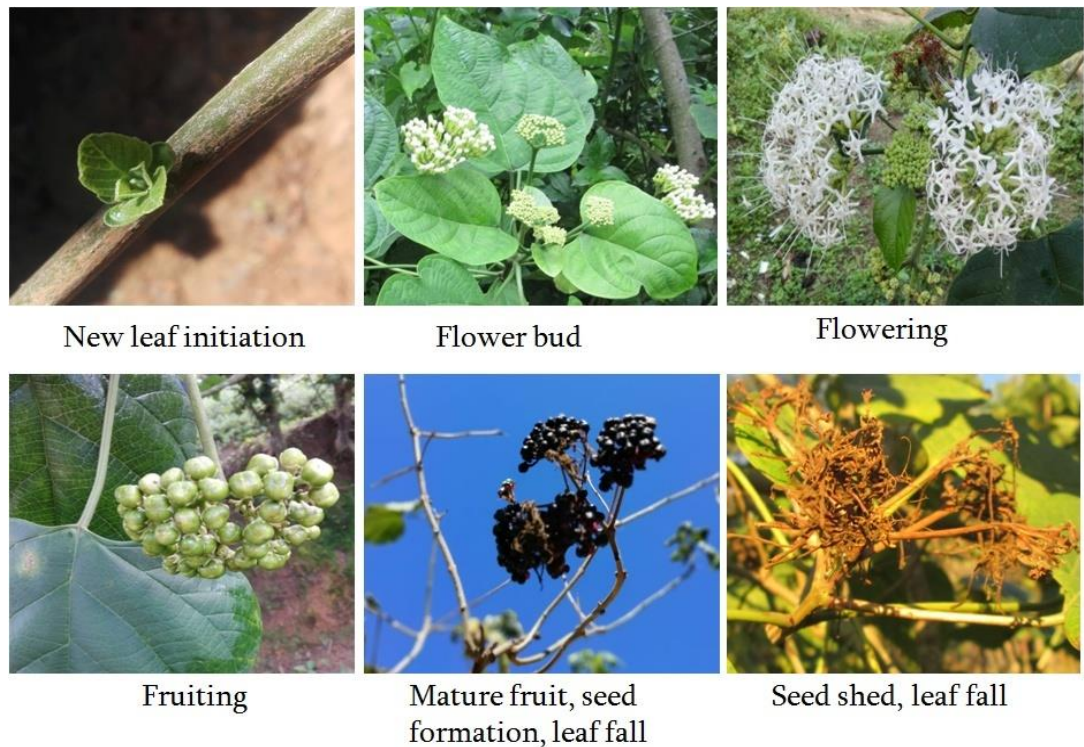 New leaf initiation
Flower bud
Flowering
Fruiting
Mature fruit, seed
formation, leaf fall
Seed shed, leaf fall